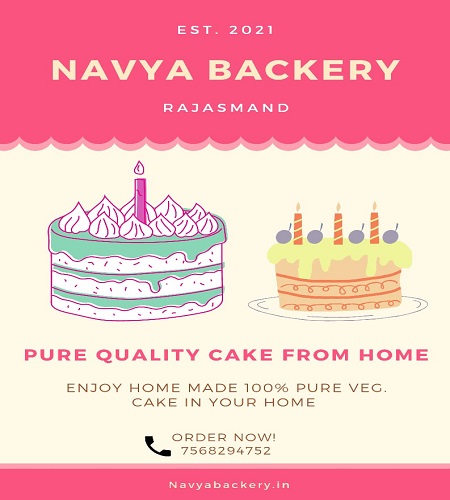 EST. 2021
NAVYA BACKERY
RAJASMAND
PURE QUALITY CAKE FROM HOME
ENJOY HOME MADE 100% PURE VEG.
CAKE IN YOUR HOME
ORDER NOW!
7568294752
Navyabackery.in